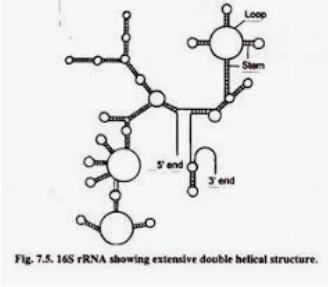 Loop
Stem
5' end
3' end
Fig. 7.5. 16S rRNA showing extensive double helical structure.